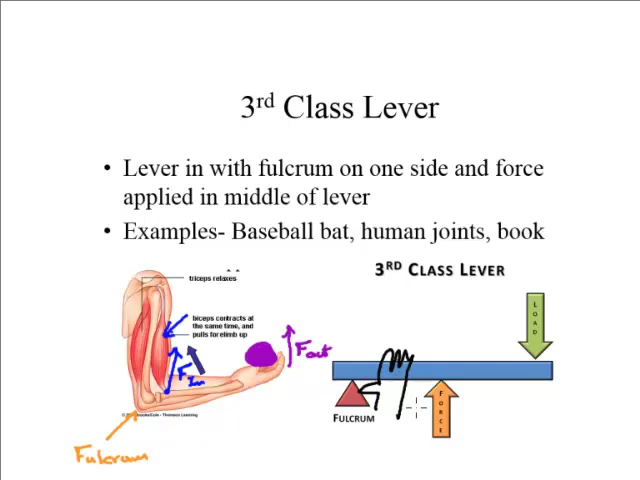 3rd Class Lever
• Lever in with fulcrum on one side and force
applied in middle of lever
• Examples- Baseball bat, human joints, book
triceps relaxes
biceps contracts at
the same time, and
pulls forelimb up
3RD CLASS LEVER
LOAD
Fout
FIn
FORCE
FULCRUM
Fulcrum